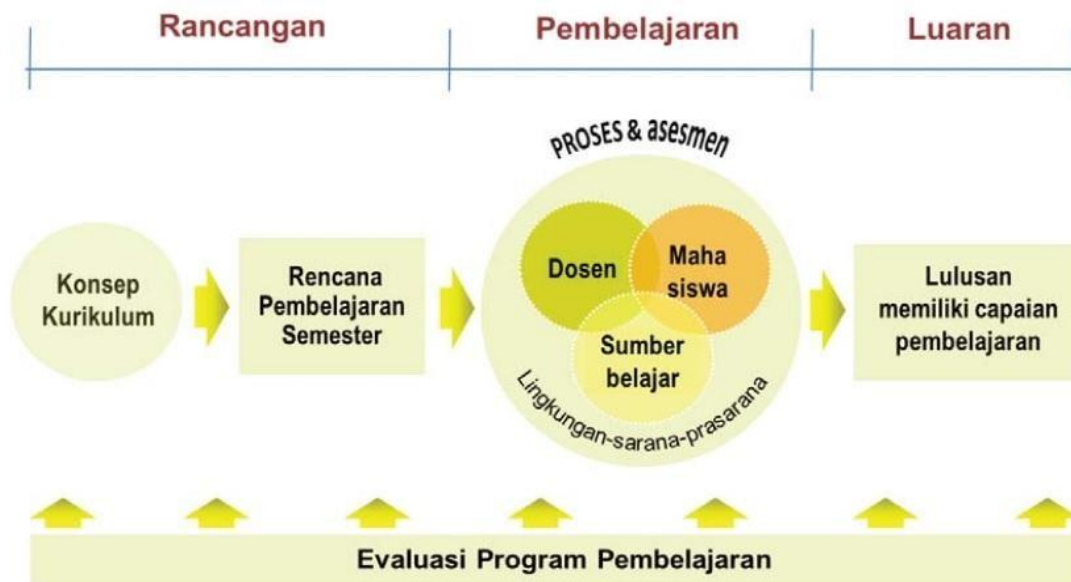 Rancangan
Pembelajaran
Luaran
PROSES & asesmen
Konsep
Kurikulum
Rencana
Pembelajaran
Semester
Dosen
Maha
siswa
Sumber
belajar
Lingkungan-sarana-prasarana
Lulusan
memiliki capaian
pembelajaran
Evaluasi Program Pembelajaran